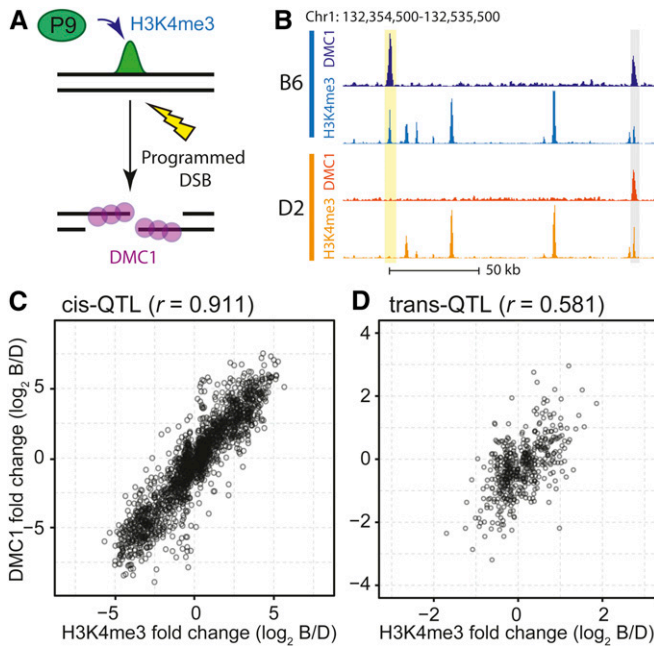 A
P9
H3K4me3
Programmed
DSB
DMC1
B
Chr1: 132,354,500-132,535,500
B6
DMC1
H3K4me3
D2
DMC1
H3K4me3
50 kb
C cis-QTL (r = 0.911)
DMC1 fold change (log2 B/D)
5
0
−5
−5 0 5
H3K4me3 fold change (log2 B/D)
D trans-QTL (r = 0.581)
4
2
0
−2
−4
−2 0 2
H3K4me3 fold change (log2 B/D)